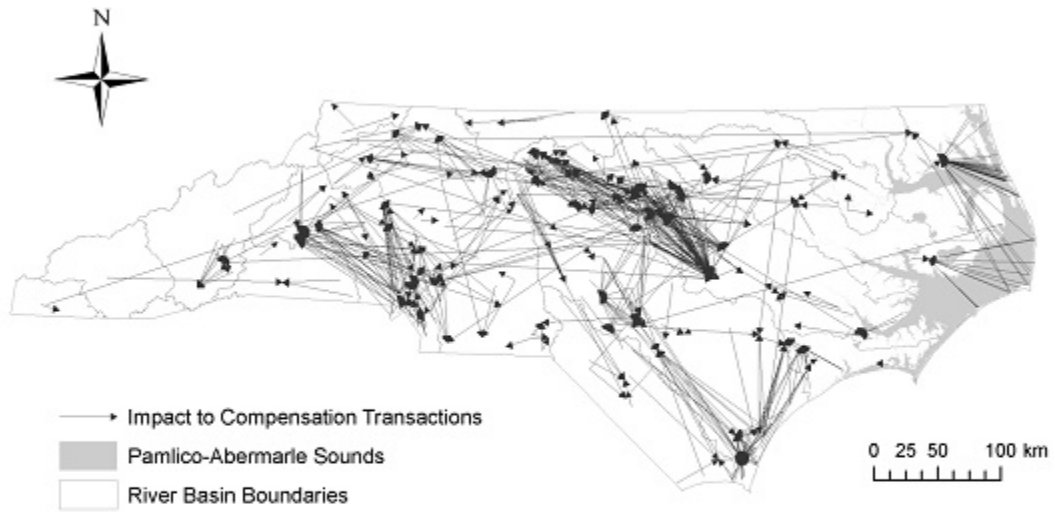 N
Impact to Compensation Transactions
Pamlico-Abermarle Sounds
River Basin Boundaries
0 25 50 100 km